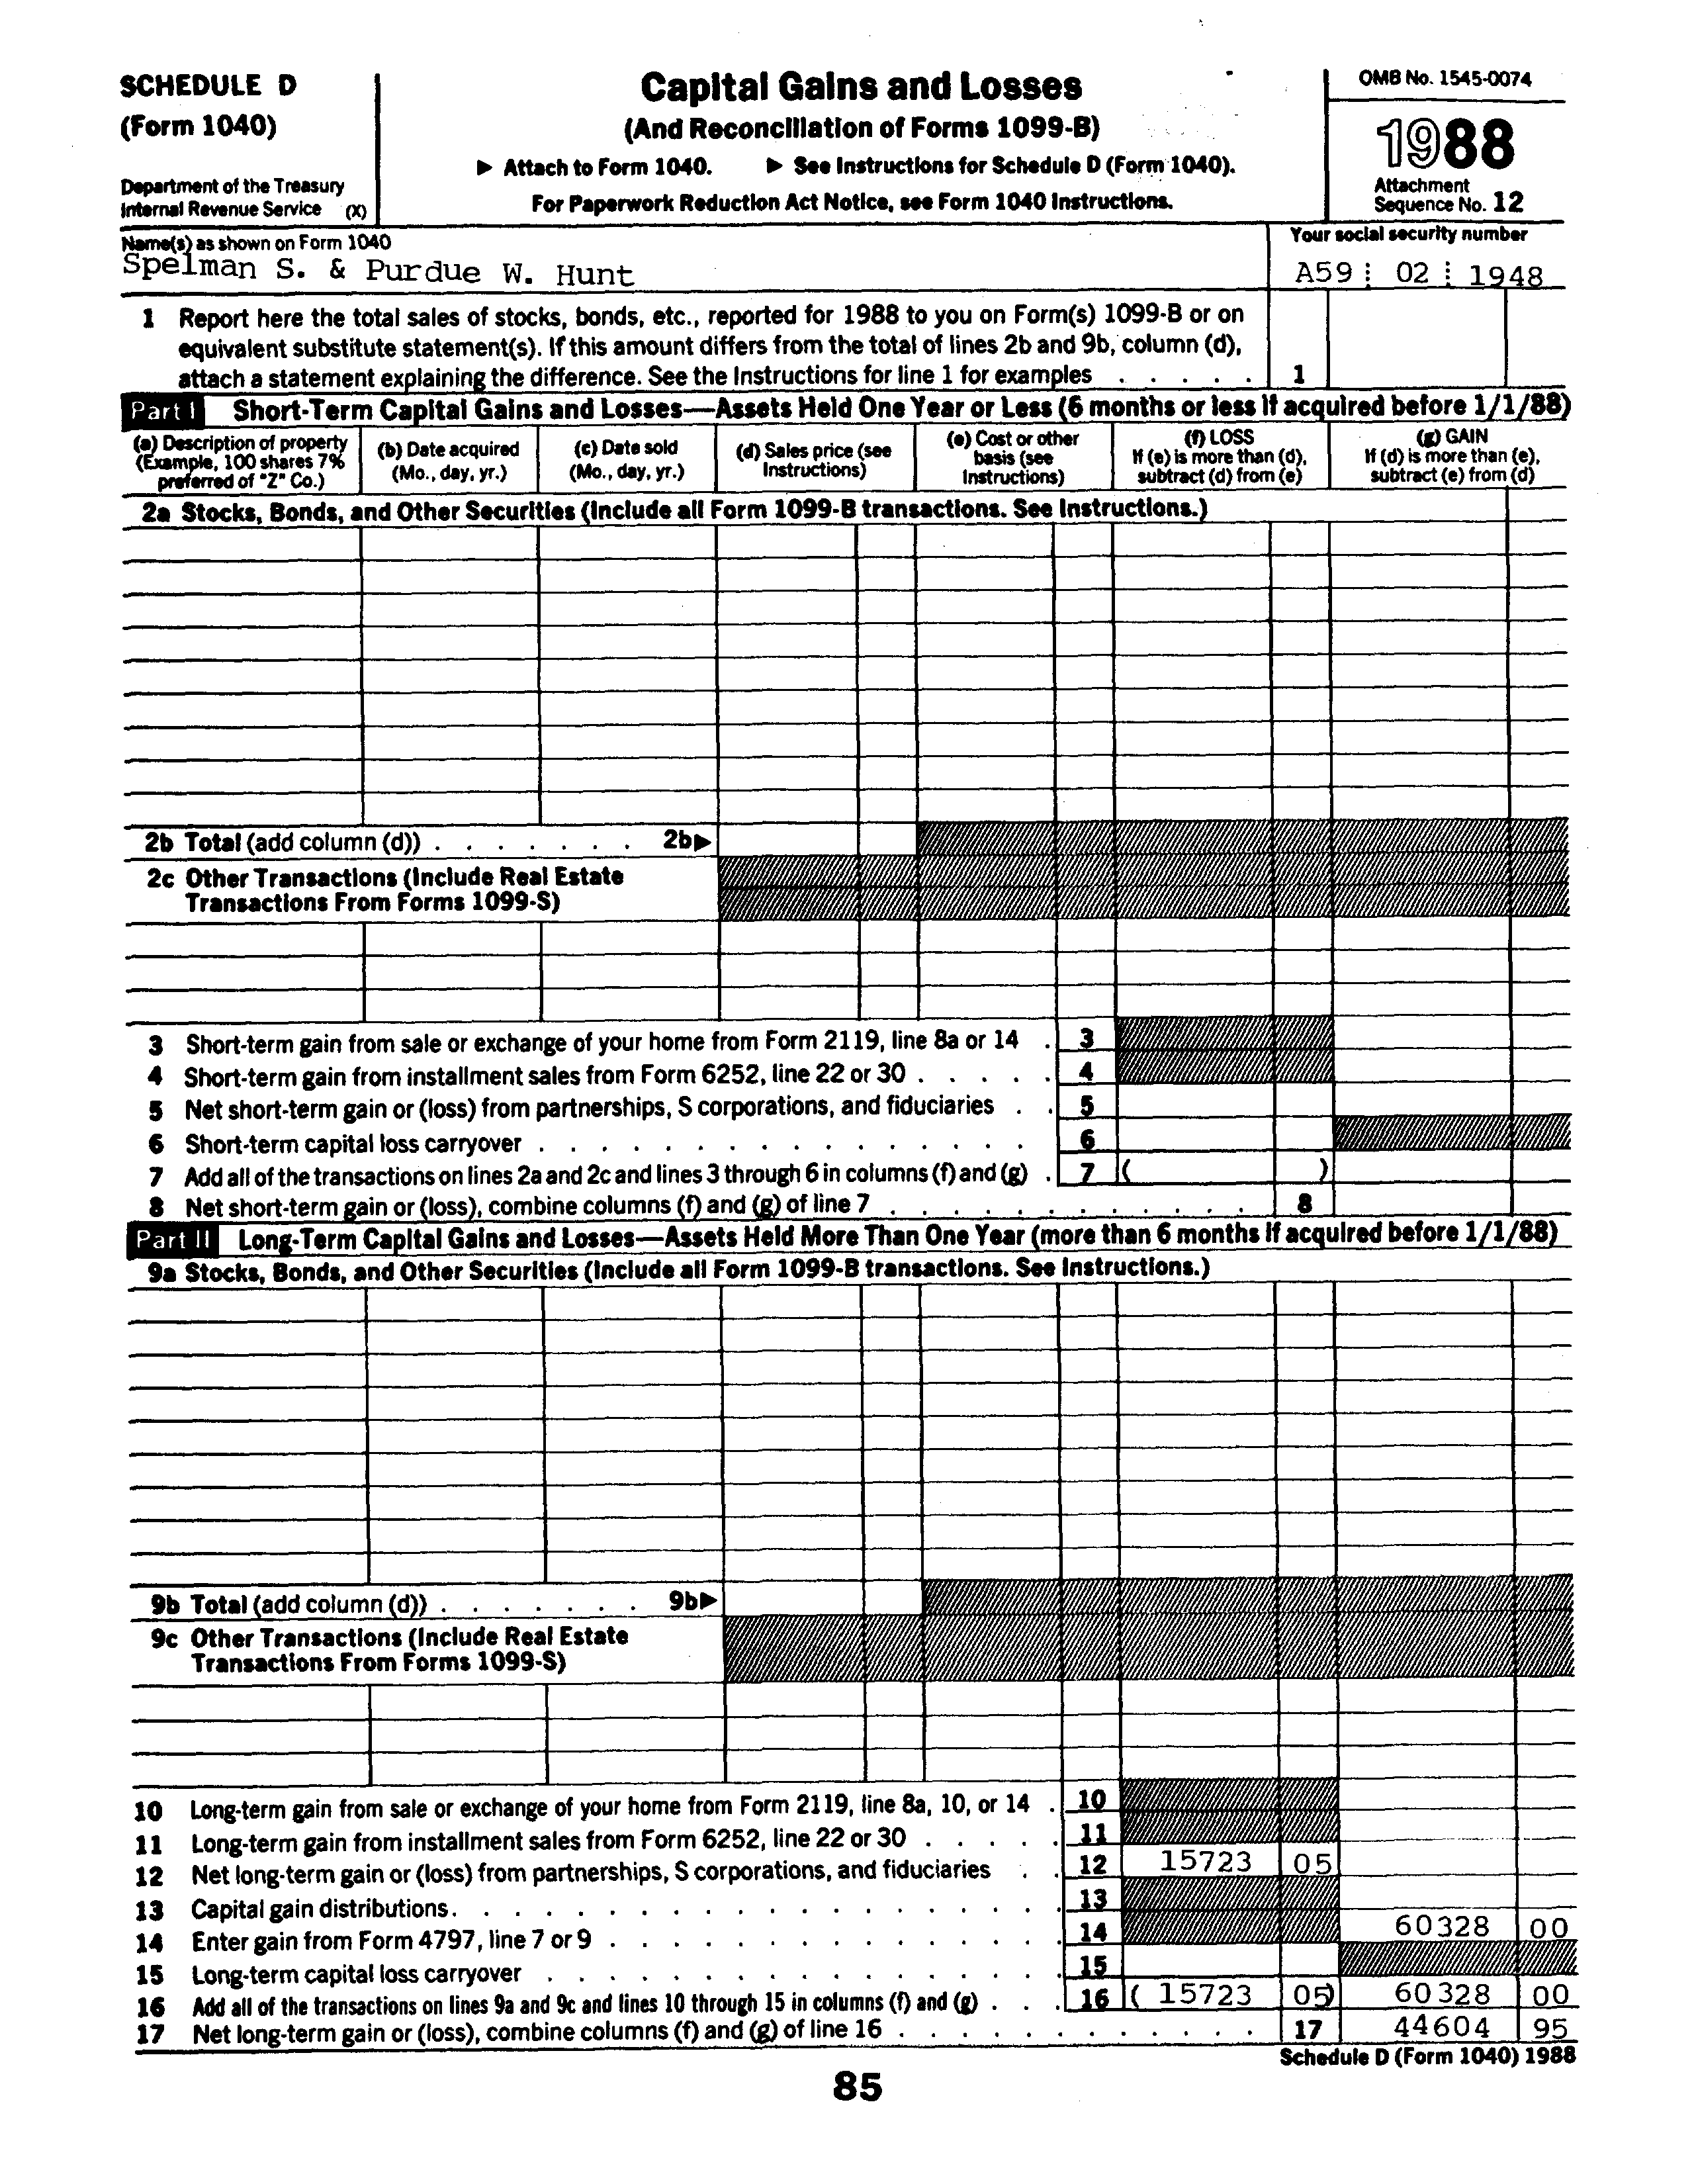 SCHEDULE D
(Form 1040)
Department of the Treasury
Internal Revenue Service (X)
Capital Gains and Losses
(And Reconciliation of Forms 1099-B)
▶ Attach to Form 1040. ▶ See Instructions for Schedule D (Form 1040).
For Paperwork Reduction Act Notice, see Form 1040 Instructions.
OMB No. 1545-0074
1988
Attachment
Sequence No. 12
Name(s) as shown on Form 1040
Spelman S. & Purdue W. Hunt
Your social security number
A59 02 1948
1 Report here the total sales of stocks, bonds, etc., reported for 1988 to you on Form(s) 1099-B or on
equivalent substitute statement(s). If this amount differs from the total of lines 2b and 9b, column (d),
attach a statement explaining the difference. See the Instructions for line 1 for examples . . . . . 1
Part I Short-Term Capital Gains and Losses—Assets Held One Year or Less (6 months or less if acquired before 1/1/88)
(a) Description of property
(Example, 100 shares 7%
preferred of "Z" Co.)
(b) Date acquired
(Mo., day, yr.)
(c) Date sold
(Mo., day, yr.)
(d) Sales price (see
Instructions)
(e) Cost or other
basis (see
Instructions)
(f) LOSS
If (e) is more than (d),
subtract (d) from (e)
(g) GAIN
If (d) is more than (e),
subtract (e) from (d)
2a Stocks, Bonds, and Other Securities (Include all Form 1099-B transactions. See Instructions.)
2b Total (add column (d)) . . . . . . . 2b▶
2c Other Transactions (Include Real Estate
Transactions From Forms 1099-S)
3 Short-term gain from sale or exchange of your home from Form 2119, line 8a or 14 . 3
4 Short-term gain from installment sales from Form 6252, line 22 or 30 . . . . . 4
5 Net short-term gain or (loss) from partnerships, S corporations, and fiduciaries . . 5
6 Short-term capital loss carryover . . . . . . . . . . . . . . . 6
7 Add all of the transactions on lines 2a and 2c and lines 3 through 6 in columns (f) and (g) . 7 ( )
8 Net short-term gain or (loss), combine columns (f) and (g) of line 7 . . . . . . . . . . . 8
Part II Long-Term Capital Gains and Losses—Assets Held More Than One Year (more than 6 months if acquired before 1/1/88)
9a Stocks, Bonds, and Other Securities (Include all Form 1099-B transactions. See Instructions.)
9b Total (add column (d)) . . . . . . . 9b▶
9c Other Transactions (Include Real Estate
Transactions From Forms 1099-S)
10 Long-term gain from sale or exchange of your home from Form 2119, line 8a, 10, or 14 . 10
11 Long-term gain from installment sales from Form 6252, line 22 or 30 . . . . . 11
12 Net long-term gain or (loss) from partnerships, S corporations, and fiduciaries . . 12 15723 05
13 Capital gain distributions . . . . . . . . . . . . . . . . . . 13
14 Enter gain from Form 4797, line 7 or 9 . . . . . . . . . . . . . 14 60328 00
15 Long-term capital loss carryover . . . . . . . . . . . . . . . 15
16 Add all of the transactions on lines 9a and 9c and lines 10 through 15 in columns (f) and (g) . . . 16 ( 15723 05) 60328 00
17 Net long-term gain or (loss), combine columns (f) and (g) of line 16 . . . . . . . . . . . 17 44604 95
Schedule D (Form 1040) 1988
85